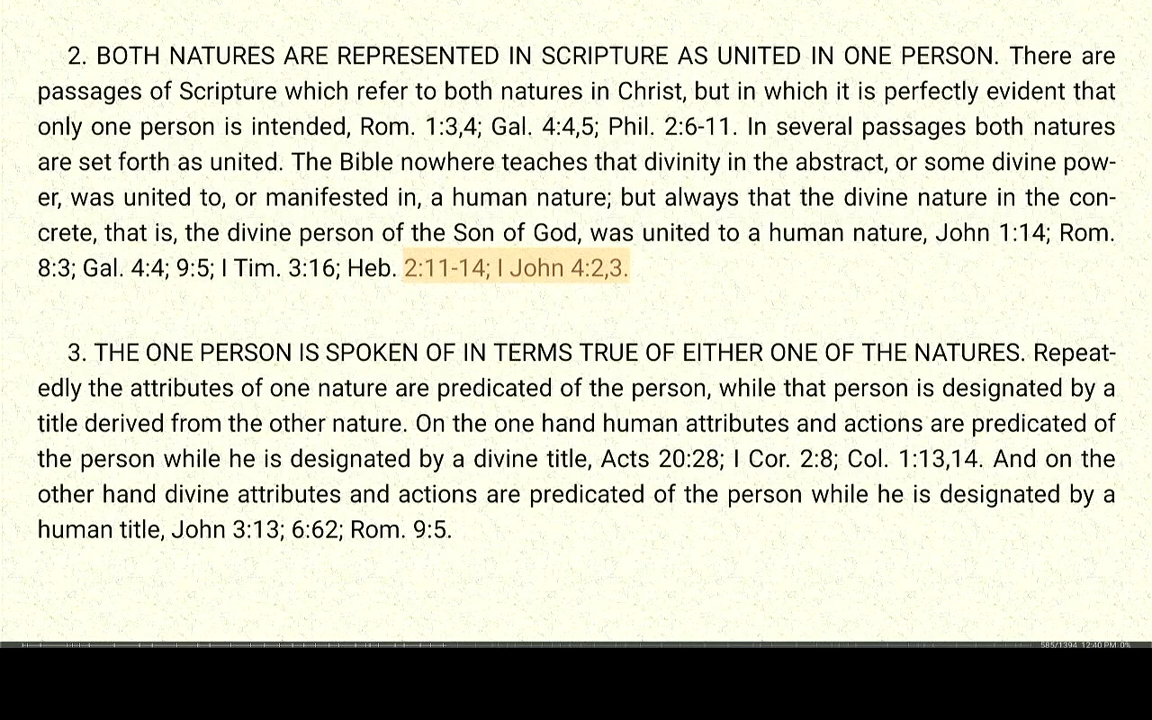 2. BOTH NATURES ARE REPRESENTED IN SCRIPTURE AS UNITED IN ONE PERSON. There are
passages of Scripture which refer to both natures in Christ, but in which it is perfectly evident that
only one person is intended, Rom. 1:3,4; Gal. 4:4,5; Phil. 2:6-11. In several passages both natures
are set forth as united. The Bible nowhere teaches that divinity in the abstract, or some divine pow-
er, was united to, or manifested in, a human nature; but always that the divine nature in the con-
crete, that is, the divine person of the Son of God, was united to a human nature, John 1:14; Rom.
8:3; Gal. 4:4; 9:5; I Tim. 3:16; Heb. 2:11-14; I John 4:2,3.
3. THE ONE PERSON IS SPOKEN OF IN TERMS TRUE OF EITHER ONE OF THE NATURES. Repeat-
edly the attributes of one nature are predicated of the person, while that person is designated by a
title derived from the other nature. On the one hand human attributes and actions are predicated of
the person while he is designated by a divine title, Acts 20:28; I Cor. 2:8; Col. 1:13,14. And on the
other hand divine attributes and actions are predicated of the person while he is designated by a
human title, John 3:13; 6:62; Rom. 9:5.
585/1394 12:40 PM 0%